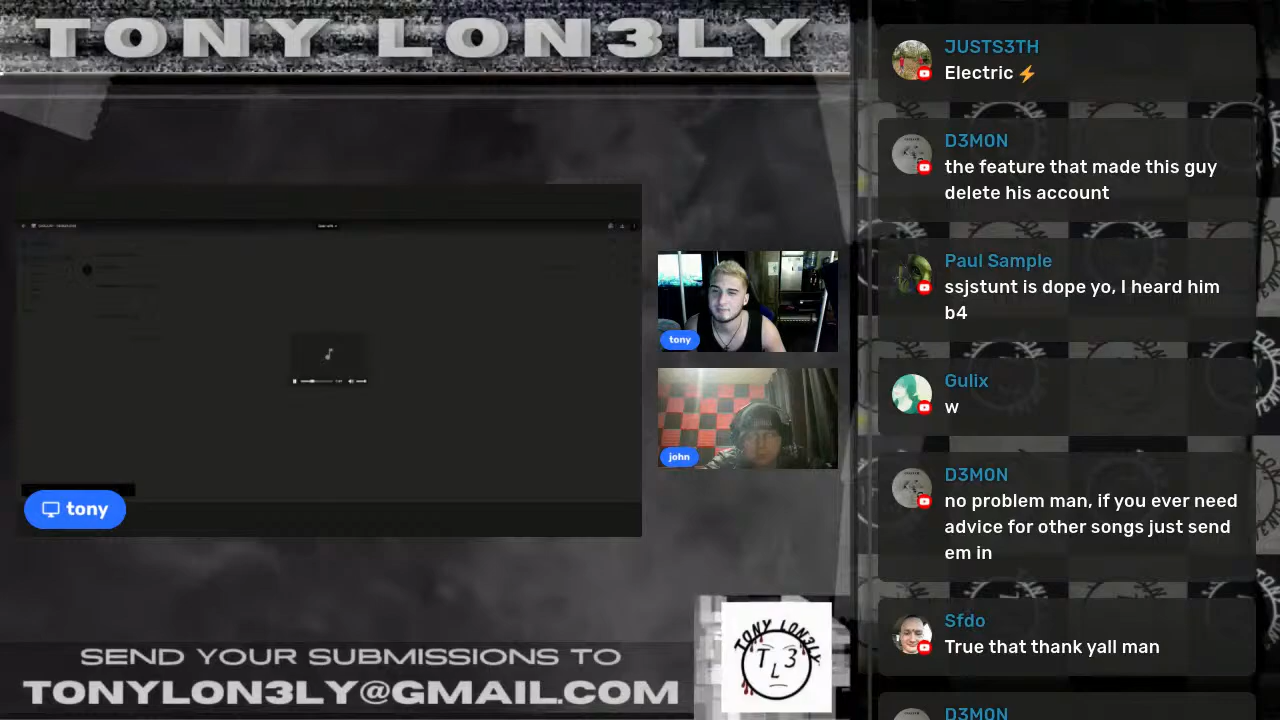 TONY LON3LY
JUSTS3TH
Electric ⚡
D3MON
the feature that made this guy
delete his account
Paul Sample
ssjstunt is dope yo, I heard him
b4
Gulix
w
D3MON
no problem man, if you ever need
advice for other songs just send
em in
Sfdo
True that thank yall man
D3MON
tony
john
tony
SEND YOUR SUBMISSIONS TO
TONYLON3LY@GMAIL.COM
TONY LON3LY
TL3